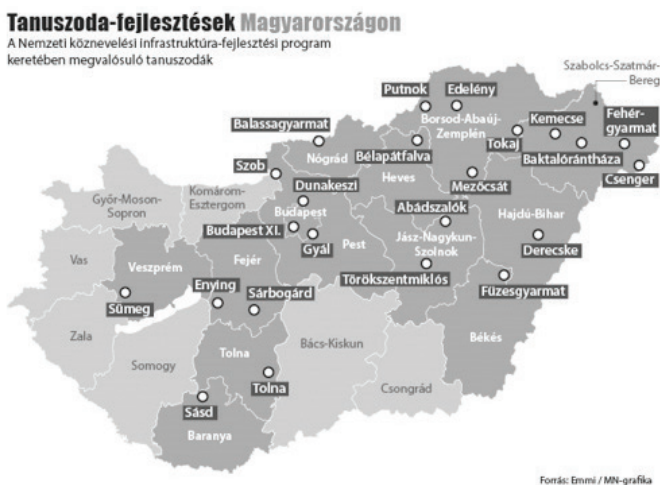 Tanuszoda-fejlesztések Magyarországon
A Nemzeti köznevelési infrastruktúra-fejlesztési program
keretében megvalósuló tanuszodák
Szabolcs-Szatmár-
Bereg
Putnok
Edelény
Borsod-Abaúj-
Zemplén
Kemecse
Fehér-
gyarmat
Balassagyarmat
Tokaj
Nógrád
Bélapátfalva
Baktalórántháza
Szob
Heves
Mezőcsát
Csenger
Dunakeszi
Győr-Moson-
Sopron
Komárom-
Esztergom
Budapest
Abádszalók
Hajdú-Bihar
Budapest XI.
Gyál
Pest
Jász-Nagykun-
Szolnok
Derecske
Vas
Veszprém
Fejér
Enying
Sárbogárd
Törökszentmiklós
Füzesgyarmat
Sümeg
Zala
Somogy
Tolna
Bács-Kiskun
Békés
Tolna
Csongrád
Sásd
Baranya
Forrás: Emmi / MN-grafika